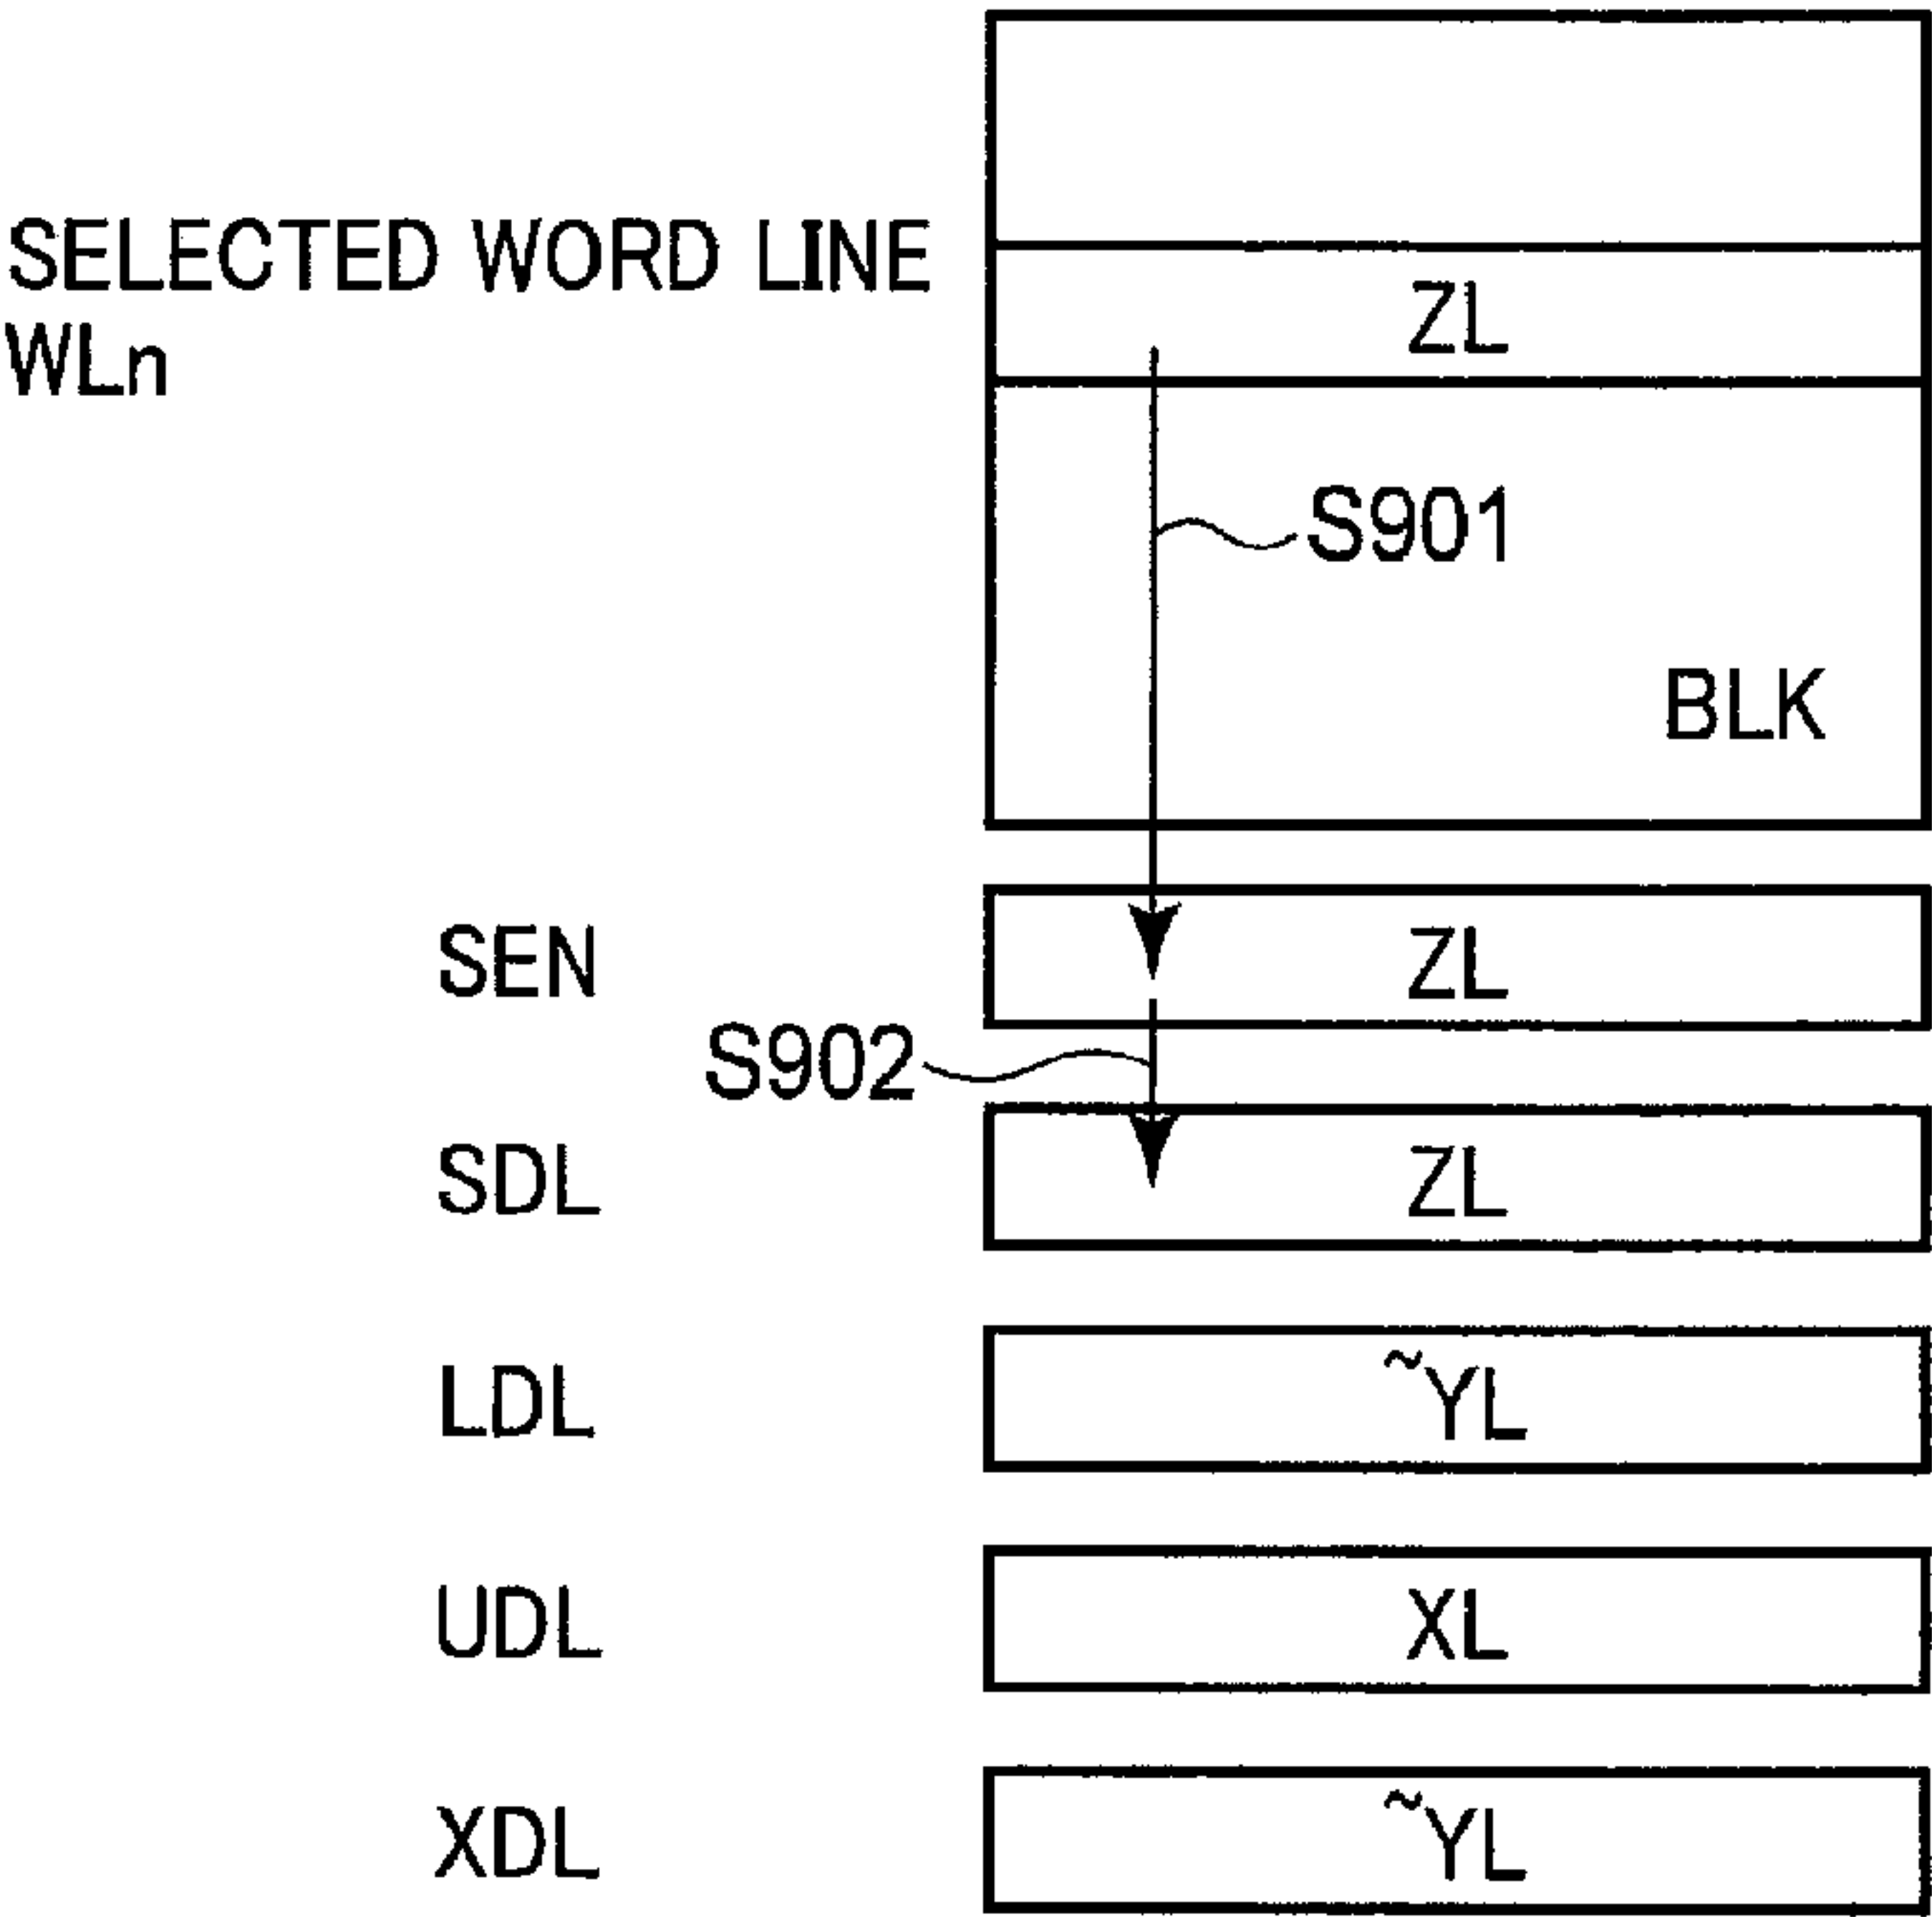 SELECTED WORD LINE
WLn
ZL
S901
BLK
SEN
ZL
S902
SDL
ZL
LDL
~YL
UDL
XL
XDL
~YL